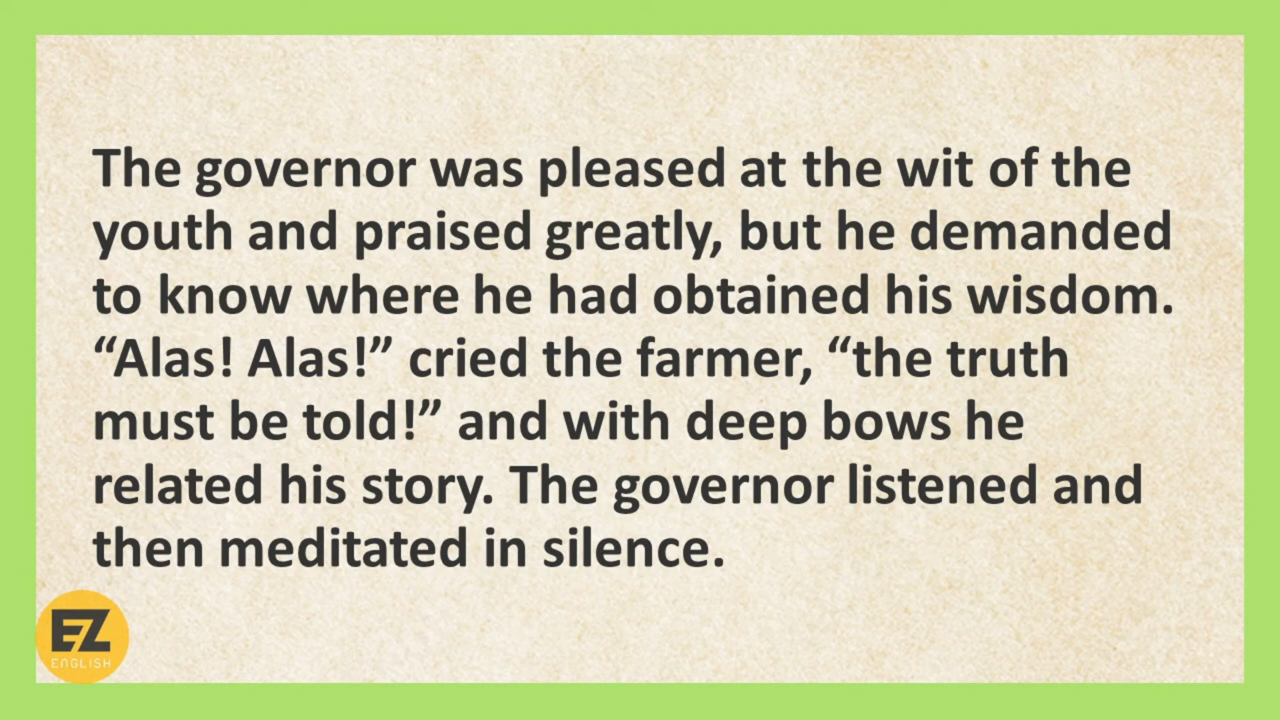 The governor was pleased at the wit of the
youth and praised greatly, but he demanded
to know where he had obtained his wisdom.
“Alas! Alas!” cried the farmer, “the truth
must be told!” and with deep bows he
related his story. The governor listened and
then meditated in silence.
EZ
ENGLISH